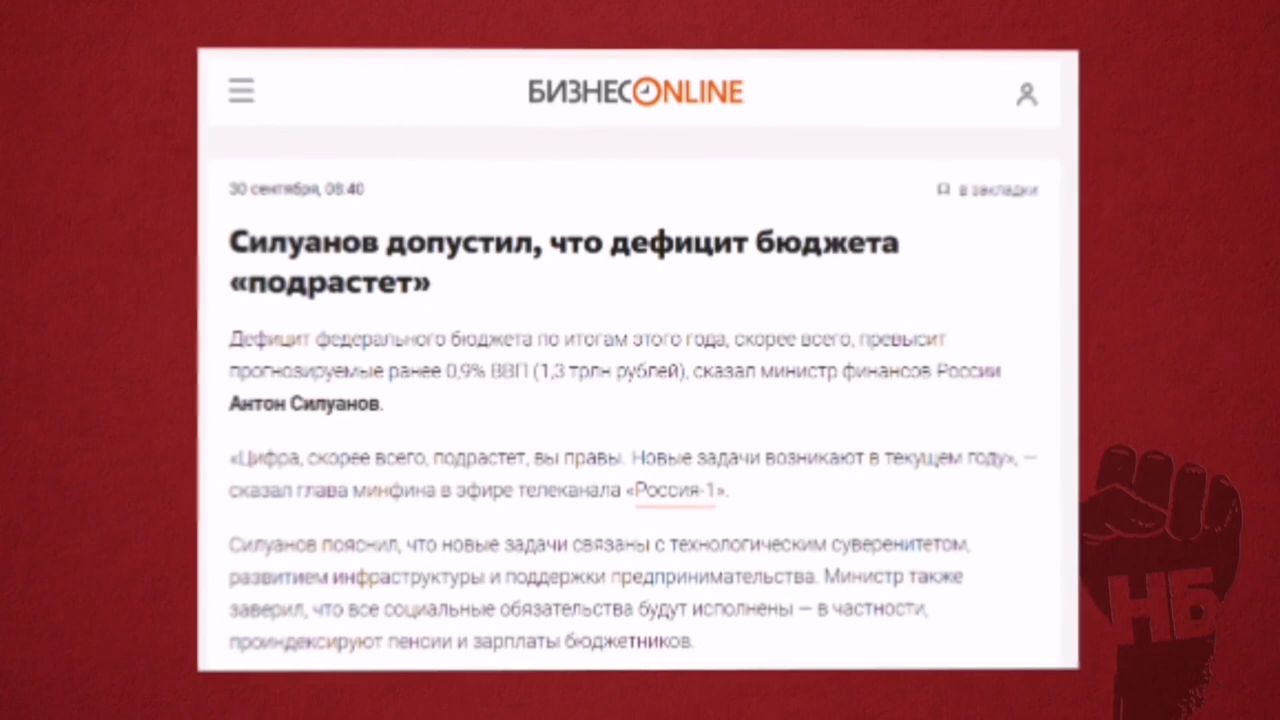 БИЗНЕС ONLINE
30 сентября, 08:40
в закладки
Силуанов допустил, что дефицит бюджета
«подрастет»
Дефицит федерального бюджета по итогам этого года, скорее всего, превысит
прогнозируемые ранее 0,9% ВВП (1,3 трлн рублей), сказал министр финансов России
Антон Силуанов.
«Цифра, скорее всего, подрастет, вы правы. Новые задачи возникают в текущем году», —
сказал глава минфина в эфире телеканала «Россия-1».
Силуанов пояснил, что новые задачи связаны с технологическим суверенитетом,
развитием инфраструктуры и поддержки предпринимательства. Министр также
заверил, что все социальные обязательства будут исполнены — в частности,
проиндексируют пенсии и зарплаты бюджетников.
НБ